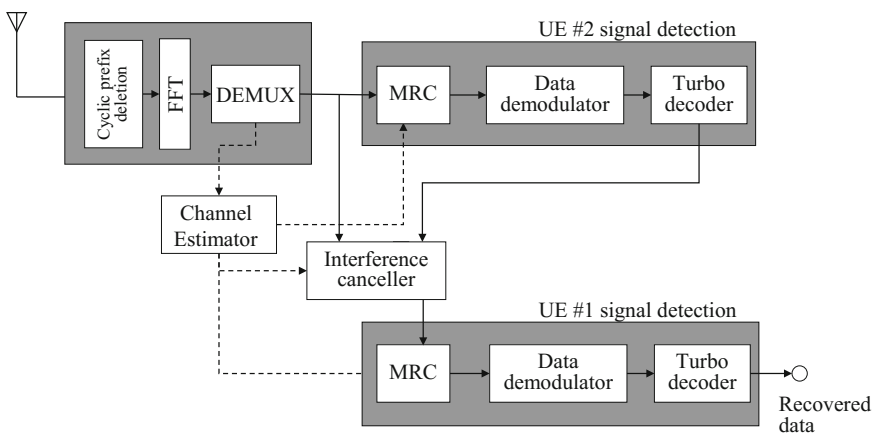 UE #2 signal detection
Cyclic prefix
deletion
FFT
DEMUX
MRC
Data
demodulator
Turbo
decoder
Channel
Estimator
Interference
canceller
UE #1 signal detection
MRC
Data
demodulator
Turbo
decoder
Recovered
data